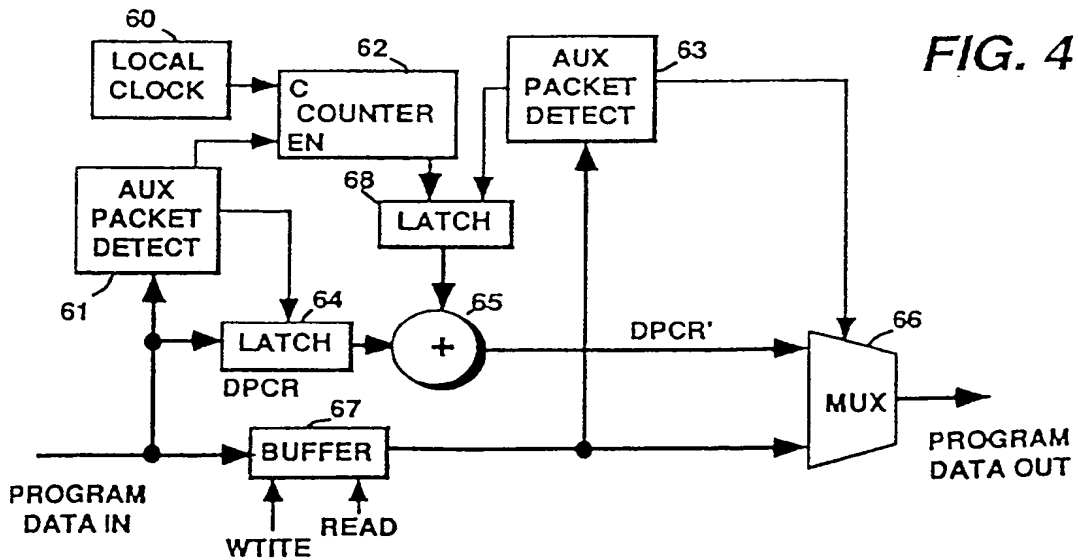 FIG. 4
60
LOCAL
CLOCK
62
C
COUNTER
EN
63
AUX
PACKET
DETECT
AUX
PACKET
DETECT
61
68
LATCH
64
LATCH
DPCR
65
+
DPCR'
66
MUX
67
BUFFER
PROGRAM
DATA IN
WTITE
READ
PROGRAM
DATA OUT